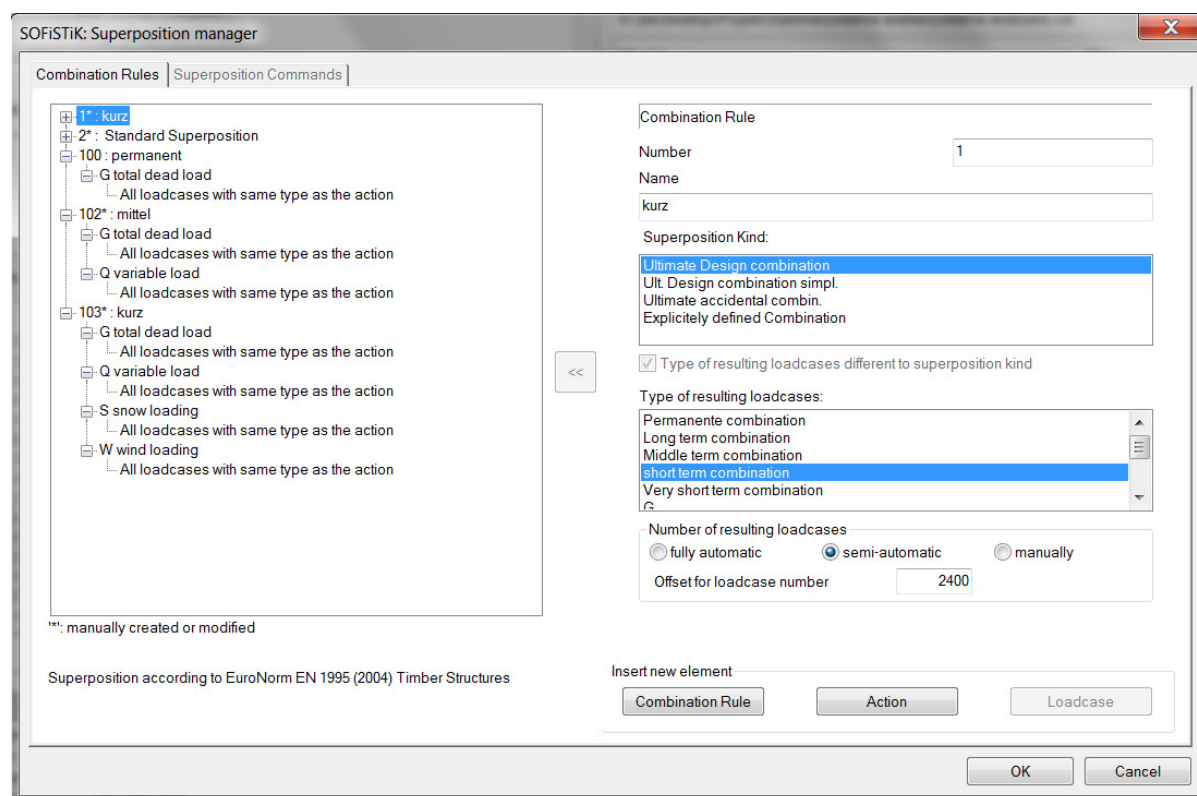 SOFiSTiK: Superposition manager
Combination Rules
Superposition Commands
1* : kurz
2* : Standard Superposition
100 : permanent
G total dead load
All loadcases with same type as the action
102* : mittel
G total dead load
All loadcases with same type as the action
Q variable load
All loadcases with same type as the action
103* : kurz
G total dead load
All loadcases with same type as the action
Q variable load
All loadcases with same type as the action
S snow loading
All loadcases with same type as the action
W wind loading
All loadcases with same type as the action
'*': manually created or modified
Superposition according to EuroNorm EN 1995 (2004) Timber Structures
<<
Combination Rule
Number 1
Name
kurz
Superposition Kind:
Ultimate Design combination
Ult. Design combination simpl.
Ultimate accidental combin.
Explicitely defined Combination
Type of resulting loadcases different to superposition kind
Type of resulting loadcases:
Permanente combination
Long term combination
Middle term combination
short term combination
Very short term combination
G
Number of resulting loadcases
fully automatic semi-automatic manually
Offset for loadcase number 2400
Insert new element
Combination Rule Action Loadcase
OK Cancel